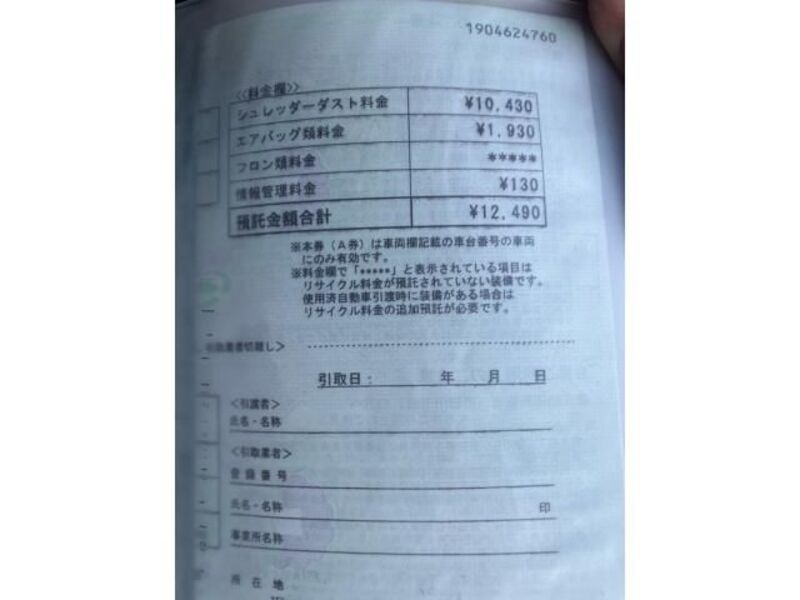 1904624760
≪料金欄≫
シュレッダーダスト料金 ¥10,430
エアバッグ類料金 ¥1,930
フロン類料金 *****
情報管理料金 ¥130
預託金額合計 ¥12,490
※本券（A券）は車両欄記載の車台番号の車両
にのみ有効です。
※料金欄で「*****」と表示されている項目は
リサイクル料金が預託されていない装備です。
使用済自動車引渡時に装備がある場合は
リサイクル料金の追加預託が必要です。
引取業者切離し＞
引取日： 年 月 日
＜引渡者＞
氏名・名称
＜引取業者＞
登録番号
氏名・名称 印
事業所名称
所在地